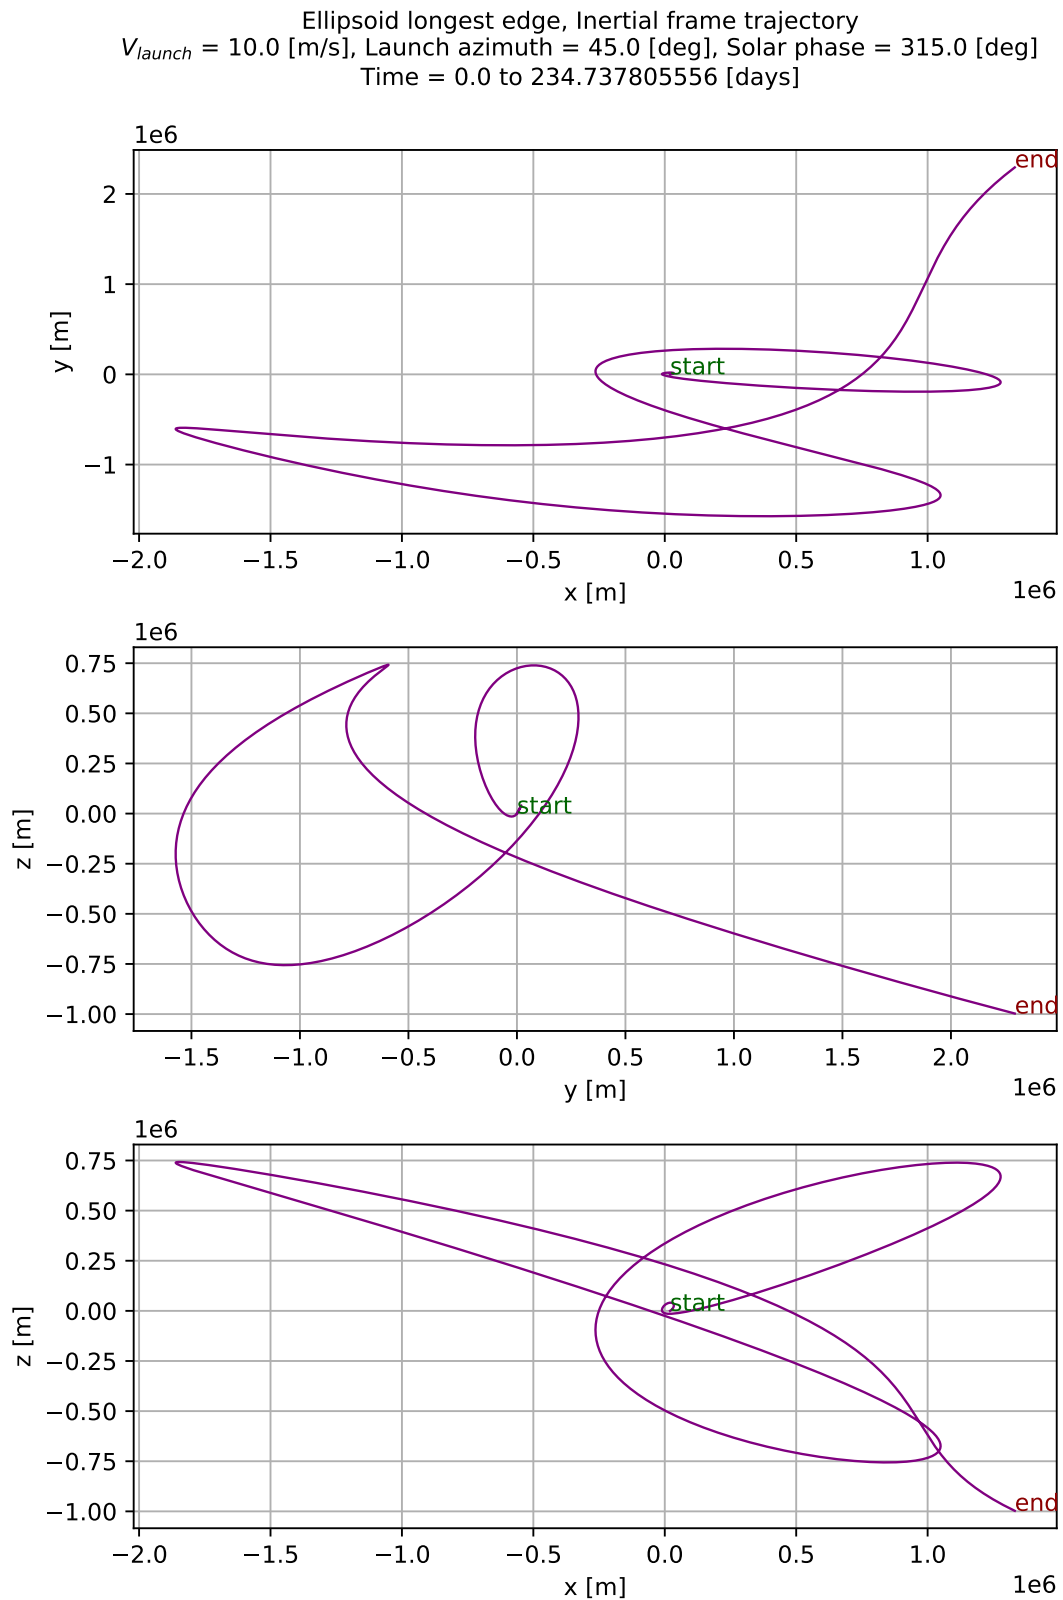 Ellipsoid longest edge, Inertial frame trajectory
V_launch = 10.0 [m/s], Launch azimuth = 45.0 [deg], Solar phase = 315.0 [deg]
Time = 0.0 to 234.737805556 [days]
1e6
end
2
1
start
0
−1
y [m]
−2.0 −1.5 −1.0 −0.5 0.0 0.5 1.0
x [m]
1e6
1e6
0.75
0.50
0.25
start
0.00
−0.25
−0.50
−0.75
end
−1.00
z [m]
−1.5 −1.0 −0.5 0.0 0.5 1.0 1.5 2.0
y [m]
1e6
1e6
0.75
0.50
0.25
start
0.00
−0.25
−0.50
−0.75
end
−1.00
z [m]
−2.0 −1.5 −1.0 −0.5 0.0 0.5 1.0
x [m]
1e6